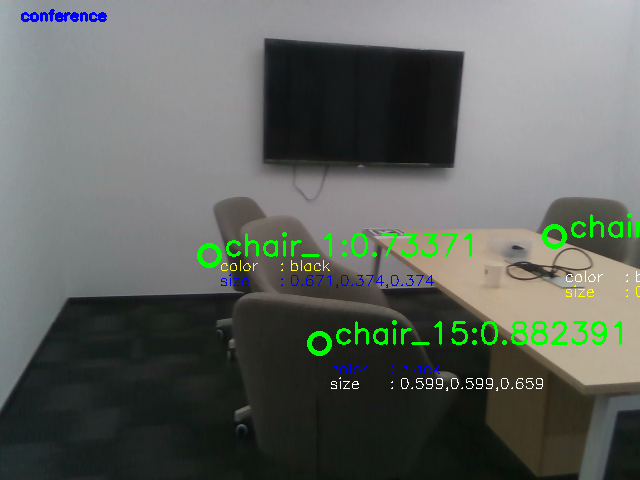 conference
chair_1:0.73371
color : black
size : 0.671,0.374,0.374
chair
color : b
size :
chair_15:0.882391
size : 0.599,0.599,0.659